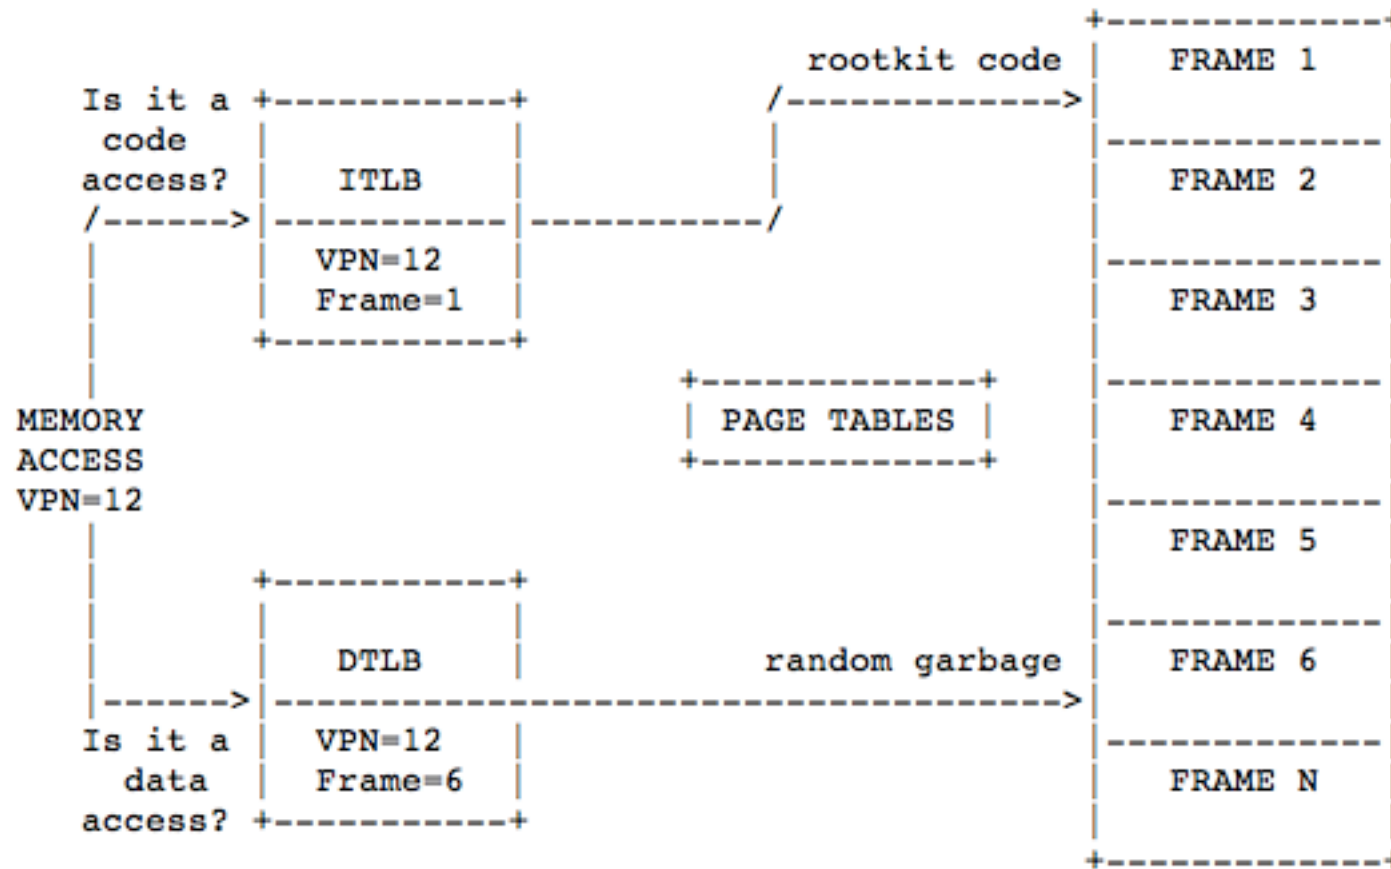 rootkit code
FRAME 1
Is it a
code
access?
ITLB
FRAME 2
VPN=12
Frame=1
FRAME 3
MEMORY
ACCESS
VPN=12
PAGE TABLES
FRAME 4
FRAME 5
DTLB
random garbage
FRAME 6
Is it a
data
access?
VPN=12
Frame=6
FRAME N